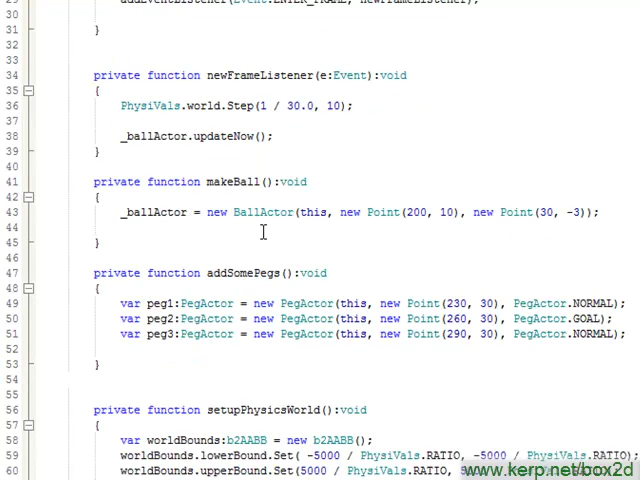 29 addEventListener(Event.ENTER_FRAME, newFrameListener);
30
31 }
32
33
34 private function newFrameListener(e:Event):void
35 {
36 PhysiVals.world.Step(1 / 30.0, 10);
37
38 _ballActor.updateNow();
39 }
40
41 private function makeBall():void
42 {
43 _ballActor = new BallActor(this, new Point(200, 10), new Point(30, -3));
44
45 }
46
47 private function addSomePegs():void
48 {
49 var peg1:PegActor = new PegActor(this, new Point(230, 30), PegActor.NORMAL);
50 var peg2:PegActor = new PegActor(this, new Point(260, 30), PegActor.GOAL);
51 var peg3:PegActor = new PegActor(this, new Point(290, 30), PegActor.NORMAL);
52
53 }
54
55
56 private function setupPhysicsWorld():void
57 {
58 var worldBounds:b2AABB = new b2AABB();
59 worldBounds.lowerBound.Set( -5000 / PhysiVals.RATIO, -5000 / PhysiVals.RATIO);
60 worldBounds.upperBound.Set(5000 / PhysiVals.RATIO,
www.kerp.net/box2d